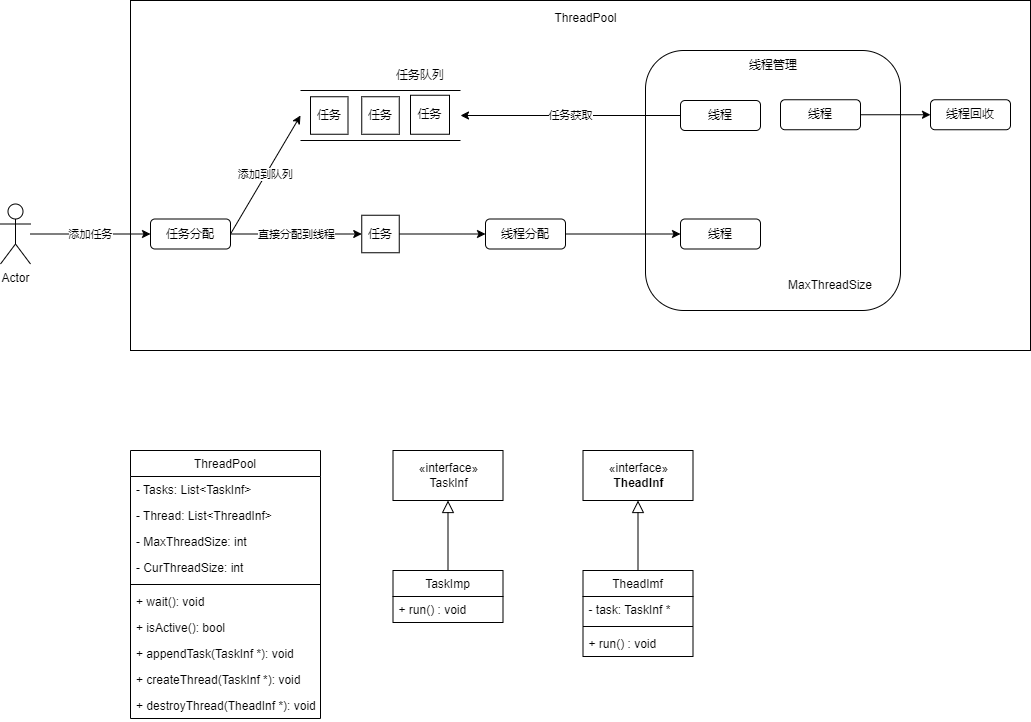 ThreadPool
任务队列
线程管理
任务
任务
任务
任务获取
线程
线程
线程回收
添加到队列
添加任务
任务分配
直接分配到线程
任务
线程分配
线程
Actor
MaxThreadSize
ThreadPool
- Tasks: List<TaskInf>
- Thread: List<ThreadInf>
- MaxThreadSize: int
- CurThreadSize: int
+ wait(): void
+ isActive(): bool
+ appendTask(TaskInf *): void
+ createThread(TaskInf *): void
+ destroyThread(TheadInf *): void
«interface»
TaskInf
TaskImp
+ run() : void
«interface»
TheadInf
TheadImf
- task: TaskInf *
+ run() : void